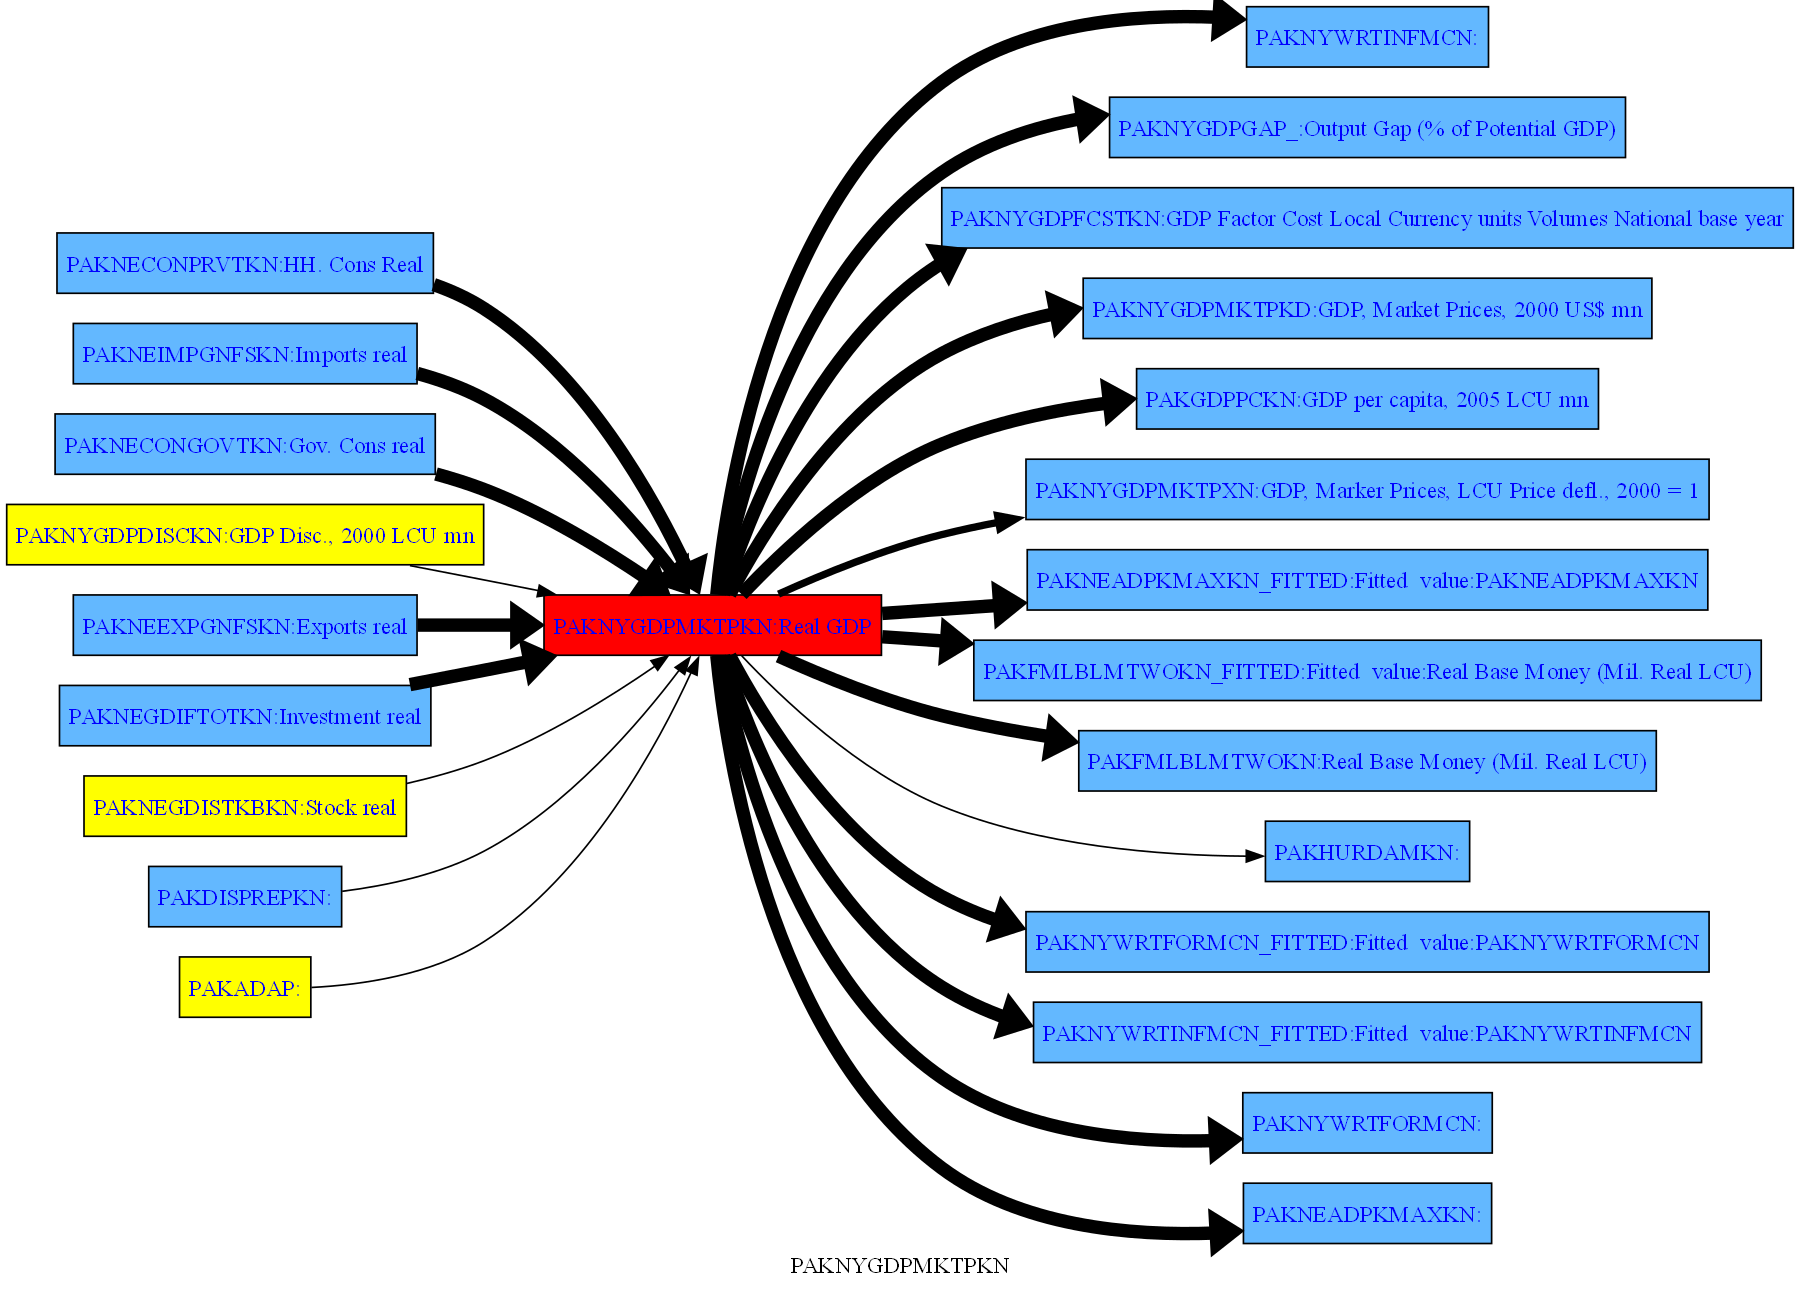 PAKNECONPRVTKN:HH. Cons Real
PAKNEIMPGNFSKN:Imports real
PAKNECONGOVTKN:Gov. Cons real
PAKNYGDPDISCKN:GDP Disc., 2000 LCU mn
PAKNEEXPGNFSKN:Exports real
PAKNEGDIFTOTKN:Investment real
PAKNEGDISTKBKN:Stock real
PAKDISPREPKN:
PAKADAP:
PAKNYGDPMKTPKN:Real GDP
PAKNYWRTINFMCN:
PAKNYGDPGAP_:Output Gap (% of Potential GDP)
PAKNYGDPFCSTKN:GDP Factor Cost Local Currency units Volumes National base year
PAKNYGDPMKTPKD:GDP, Market Prices, 2000 US$ mn
PAKGDPPCKN:GDP per capita, 2005 LCU mn
PAKNYGDPMKTPXN:GDP, Marker Prices, LCU Price defl., 2000 = 1
PAKNEADPKMAXKN_FITTED:Fitted  value:PAKNEADPKMAXKN
PAKFMLBLMTWOKN_FITTED:Fitted  value:Real Base Money (Mil. Real LCU)
PAKFMLBLMTWOKN:Real Base Money (Mil. Real LCU)
PAKHURDAMKN:
PAKNYWRTFORMCN_FITTED:Fitted  value:PAKNYWRTFORMCN
PAKNYWRTINFMCN_FITTED:Fitted  value:PAKNYWRTINFMCN
PAKNYWRTFORMCN:
PAKNEADPKMAXKN:
PAKNYGDPMKTPKN